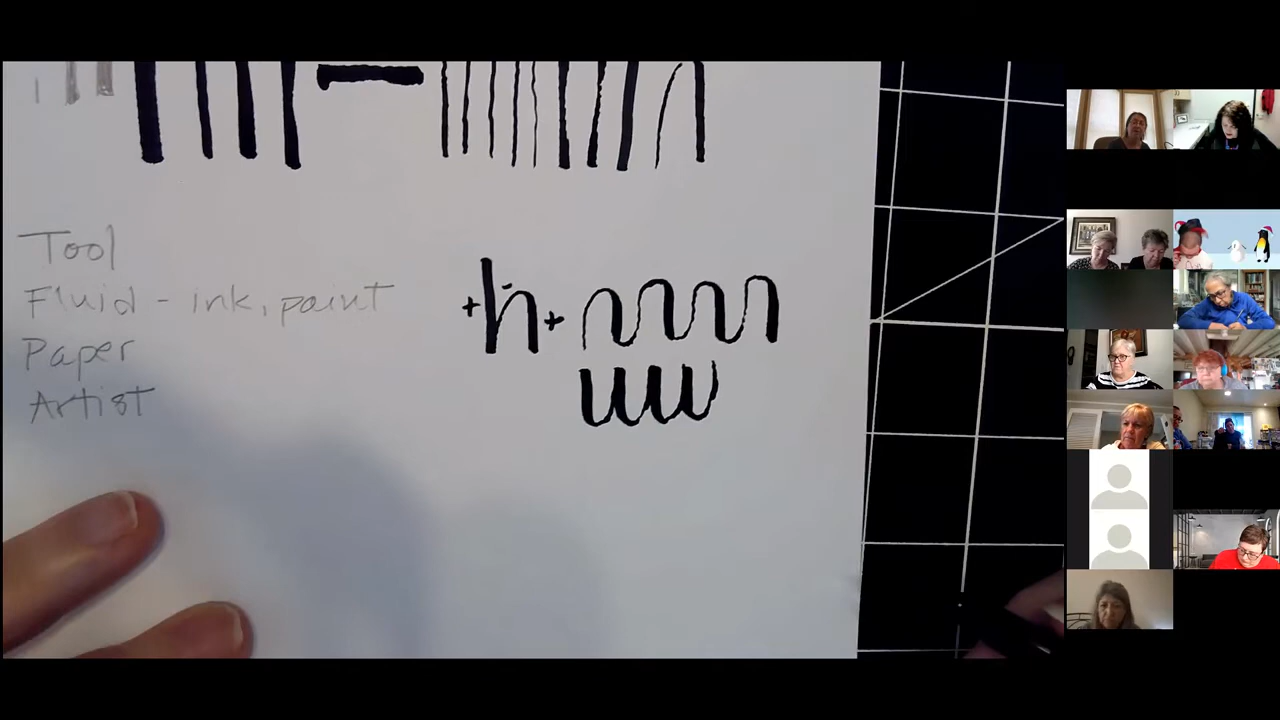 Tool
Fluid - ink, paint
Paper
Artist
+h+